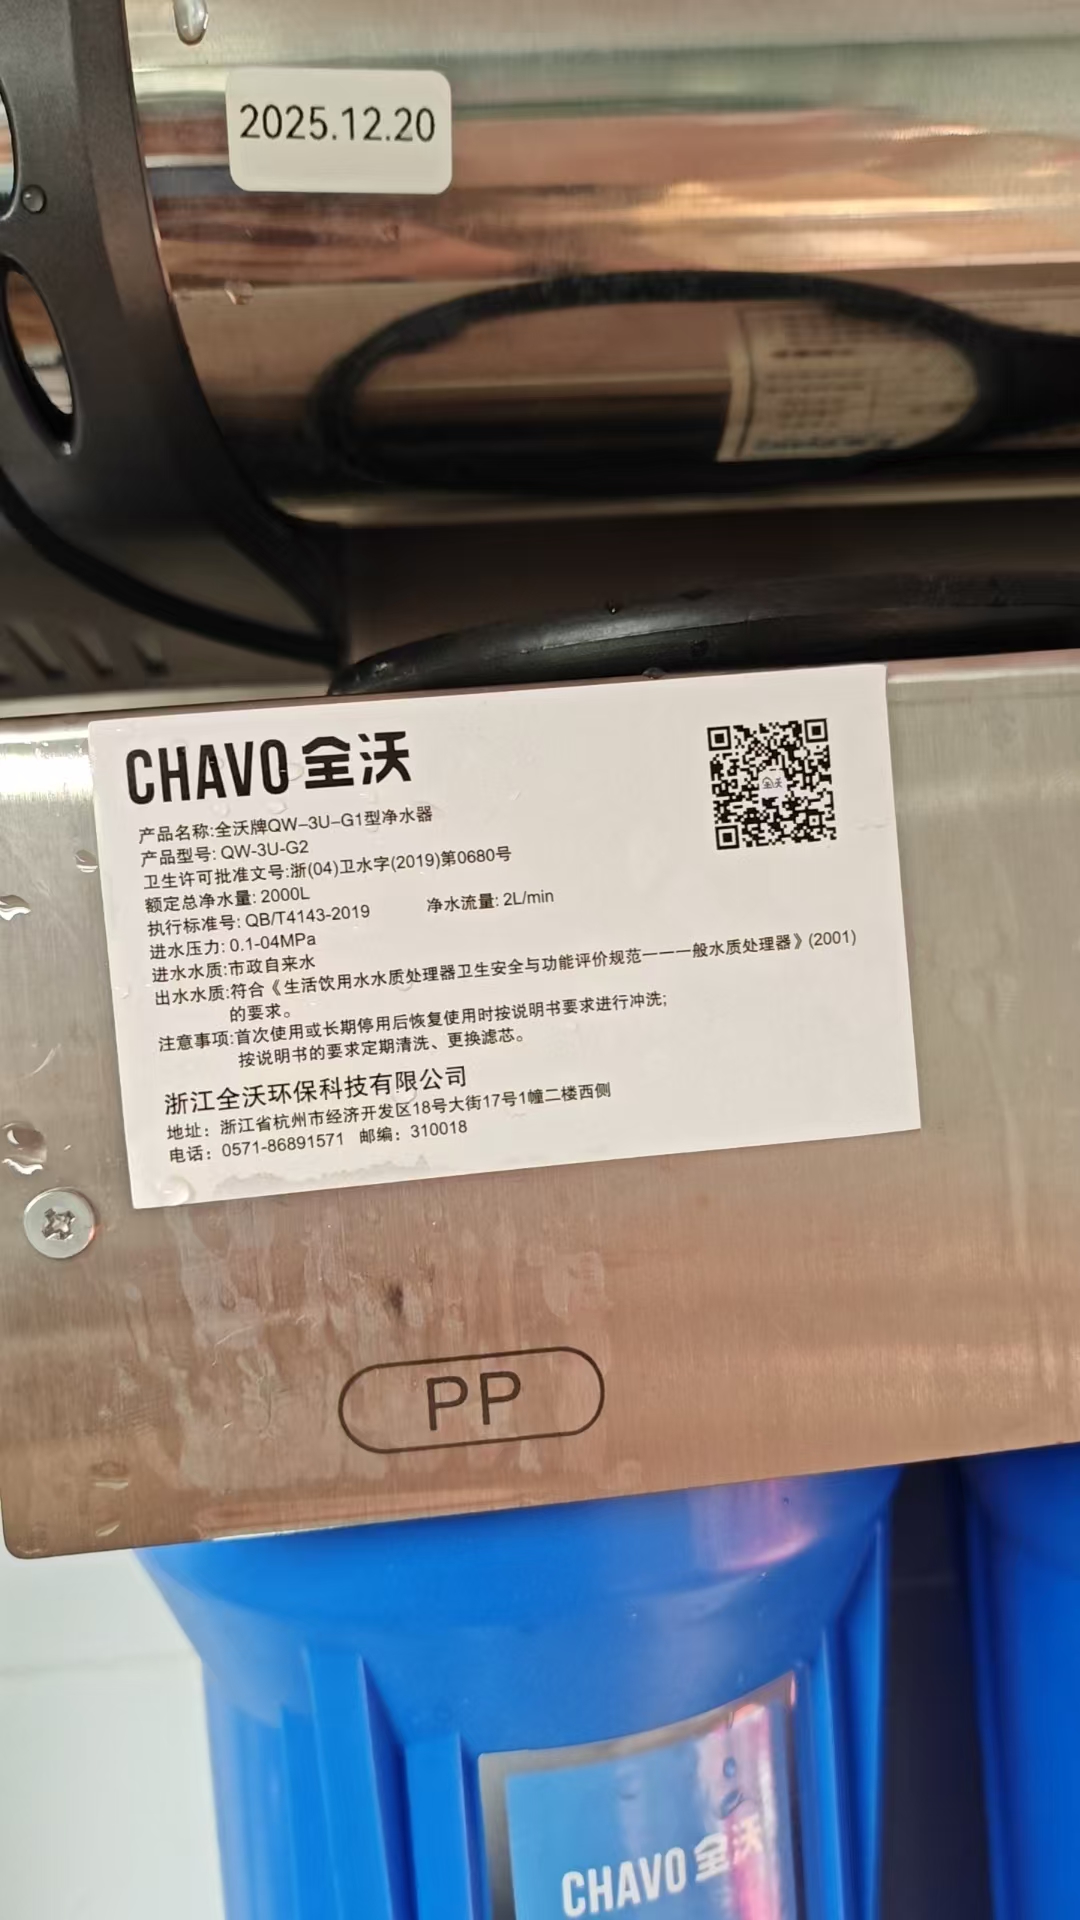 2025.12.20
CHAVO 全沃
产品名称:全沃牌QW-3U-G1型净水器
产品型号: QW-3U-G2
卫生许可批准文号:浙(04)卫水字(2019)第0680号
额定总净水量: 2000L
执行标准号: QB/T4143-2019 净水流量: 2L/min
进水压力: 0.1-04MPa
进水水质:市政自来水
出水水质:符合《生活饮用水水质处理器卫生安全与功能评价规范一一一般水质处理器》(2001)
的要求。
注意事项:首次使用或长期停用后恢复使用时按说明书要求进行冲洗;
按说明书的要求定期清洗、更换滤芯。
浙江全沃环保科技有限公司
地址：浙江省杭州市经济开发区18号大街17号1幢二楼西侧
电话：0571-86891571 邮编：310018
PP
CHAVO 全沃